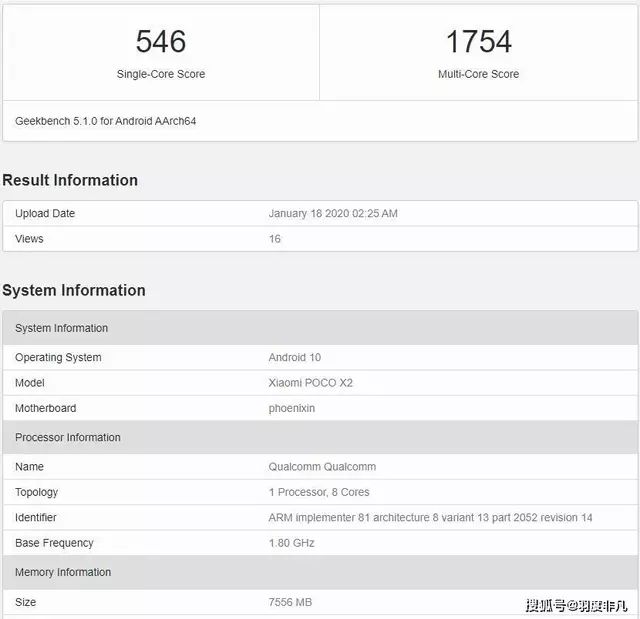 546 1754
Single-Core Score Multi-Core Score
Geekbench 5.1.0 for Android AArch64
Result Information
Upload Date January 18 2020 02:25 AM
Views 16
System Information
System Information
Operating System Android 10
Model Xiaomi POCO X2
Motherboard phoenixin
Processor Information
Name Qualcomm Qualcomm
Topology 1 Processor, 8 Cores
Identifier ARM implementer 81 architecture 8 variant 13 part 2052 revision 14
Base Frequency 1.80 GHz
Memory Information
Size 7556 MB
搜狐号@羽度非凡